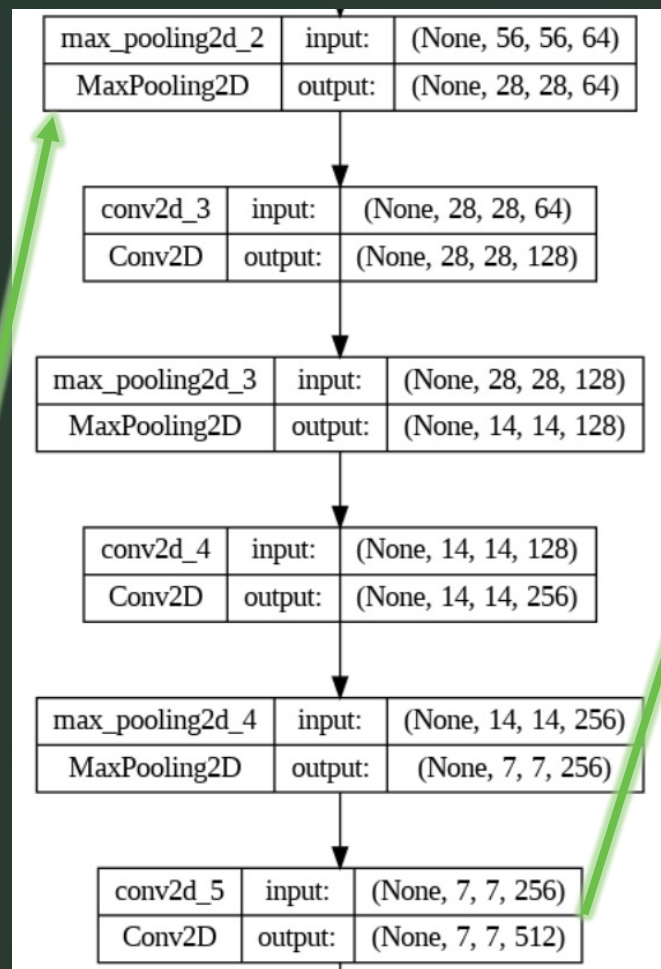 max_pooling2d_2 input: (None, 56, 56, 64)
MaxPooling2D output: (None, 28, 28, 64)
conv2d_3 input: (None, 28, 28, 64)
Conv2D output: (None, 28, 28, 128)
max_pooling2d_3 input: (None, 28, 28, 128)
MaxPooling2D output: (None, 14, 14, 128)
conv2d_4 input: (None, 14, 14, 128)
Conv2D output: (None, 14, 14, 256)
max_pooling2d_4 input: (None, 14, 14, 256)
MaxPooling2D output: (None, 7, 7, 256)
conv2d_5 input: (None, 7, 7, 256)
Conv2D output: (None, 7, 7, 512)